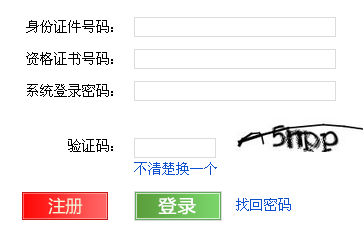 身份证件号码：
资格证书号码：
系统登录密码：
验证码： 5npp
不清楚换一个
注册 登录 找回密码